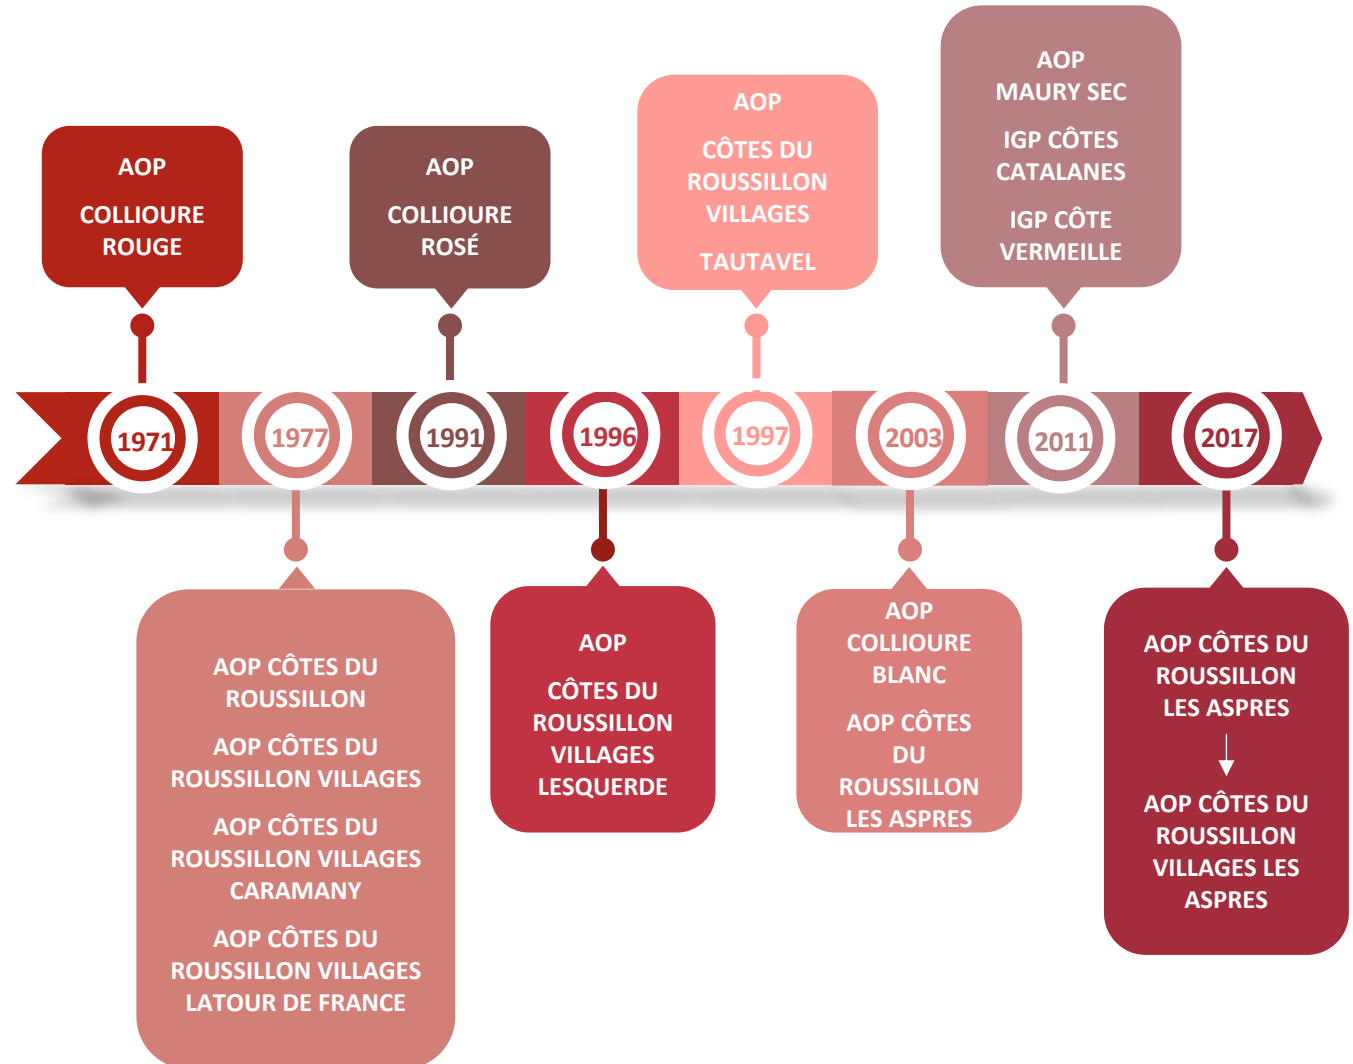 AOP
COLLIOURE
ROUGE
AOP
COLLIOURE
ROSÉ
AOP
CÔTES DU
ROUSSILLON
VILLAGES
TAUTAVEL
AOP
MAURY SEC
IGP CÔTES
CATALANES
IGP CÔTE
VERMEILLE
1971
1977
1991
1996
1997
2003
2011
2017
AOP CÔTES DU
ROUSSILLON
AOP CÔTES DU
ROUSSILLON VILLAGES
AOP CÔTES DU
ROUSSILLON VILLAGES
CARAMANY
AOP CÔTES DU
ROUSSILLON VILLAGES
LATOUR DE FRANCE
AOP
CÔTES DU
ROUSSILLON
VILLAGES
LESQUERDE
AOP
COLLIOURE
BLANC
AOP CÔTES
DU
ROUSSILLON
LES ASPRES
AOP CÔTES DU
ROUSSILLON
LES ASPRES
AOP CÔTES DU
ROUSSILLON
VILLAGES LES
ASPRES